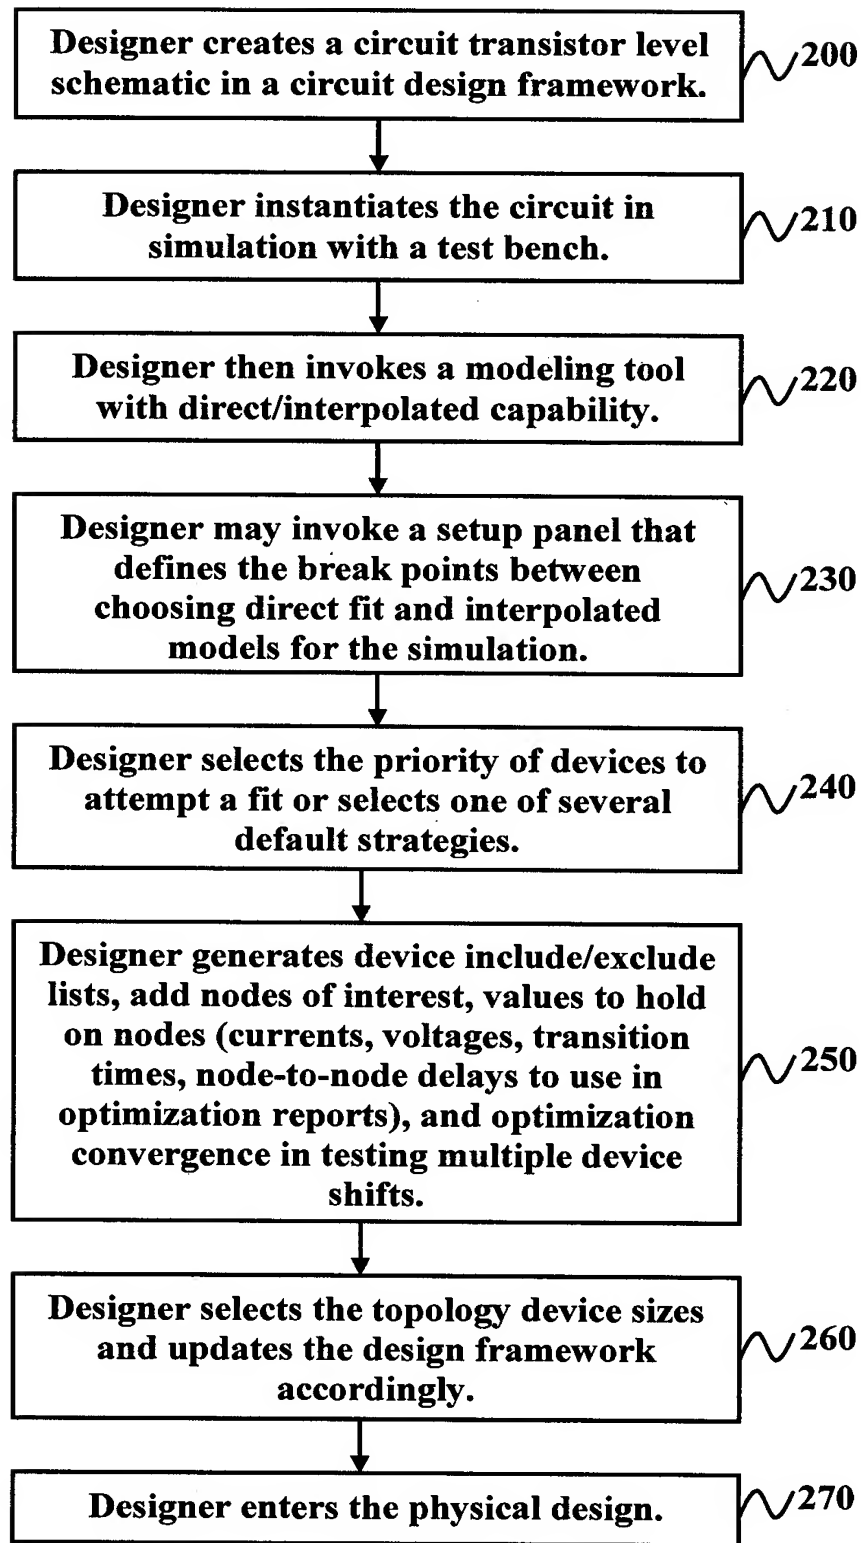 Designer creates a circuit transistor level
schematic in a circuit design framework.
200
Designer instantiates the circuit in
simulation with a test bench.
210
Designer then invokes a modeling tool
with direct/interpolated capability.
220
Designer may invoke a setup panel that
defines the break points between
choosing direct fit and interpolated
models for the simulation.
230
Designer selects the priority of devices to
attempt a fit or selects one of several
default strategies.
240
Designer generates device include/exclude
lists, add nodes of interest, values to hold
on nodes (currents, voltages, transition
times, node-to-node delays to use in
optimization reports), and optimization
convergence in testing multiple device
shifts.
250
Designer selects the topology device sizes
and updates the design framework
accordingly.
260
Designer enters the physical design.
270